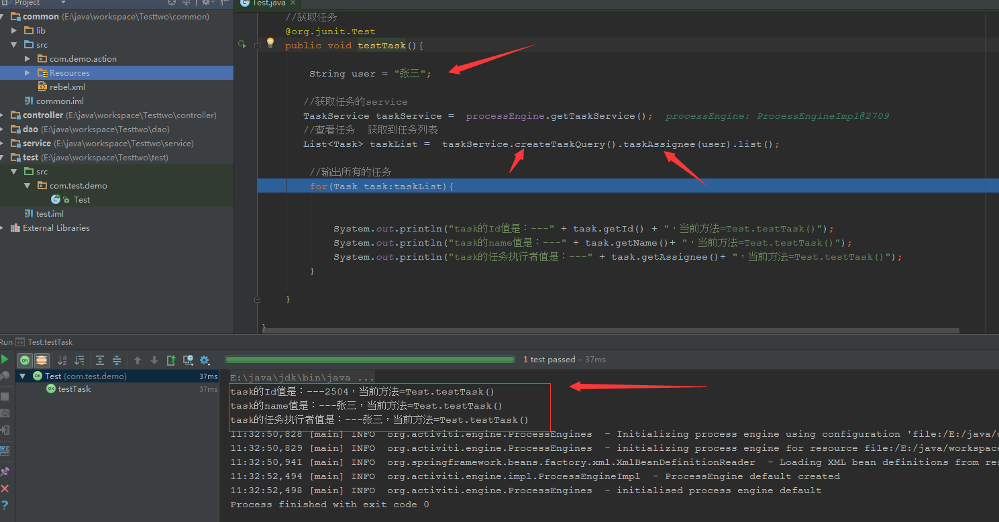 Project
Test.java
common (E:\java\workspace\Testtwo\common)
lib
src
com.demo.action
Resources
rebel.xml
common.iml
controller (E:\java\workspace\Testtwo\controller)
dao (E:\java\workspace\Testtwo\dao)
service (E:\java\workspace\Testtwo\service)
test (E:\java\workspace\Testtwo\test)
src
com.test.demo
Test
test.iml
External Libraries
//获取任务
@org.junit.Test
public void testTask(){
String user = "张三";
//获取任务的service
TaskService taskService =  processEngine.getTaskService();  processEngine: ProcessEngineImpl@2709
//查看任务  获取到任务列表
List<Task> taskList =  taskService.createTaskQuery().taskAssignee(user).list();
//输出所有的任务
for(Task task:taskList){
System.out.println("task的Id值是：---" + task.getId() + "，当前方法=Test.testTask()");
System.out.println("task的name值是：---" + task.getName()+ "，当前方法=Test.testTask()");
System.out.println("task的任务执行者值是：---" + task.getAssignee()+ "，当前方法=Test.testTask()");
}
}
}
Run Test.testTask
1 test passed – 37ms
Test (com.test.demo) 37ms
testTask 37ms
E:\java\jdk\bin\java ...
task的Id值是：---2504，当前方法=Test.testTask()
task的name值是：---张三，当前方法=Test.testTask()
task的任务执行者值是：---张三，当前方法=Test.testTask()
11:32:50,828 [main] INFO  org.activiti.engine.ProcessEngines  - Initializing process engine using configuration 'file:/E:/java/w
11:32:50,829 [main] INFO  org.activiti.engine.ProcessEngines  - initializing process engine for resource file:/E:/java/workspace
11:32:50,941 [main] INFO  org.springframework.beans.factory.xml.XmlBeanDefinitionReader  - Loading XML bean definitions from res
11:32:52,494 [main] INFO  org.activiti.engine.impl.ProcessEngineImpl  - ProcessEngine default created
11:32:52,498 [main] INFO  org.activiti.engine.ProcessEngines  - initialised process engine default
Process finished with exit code 0